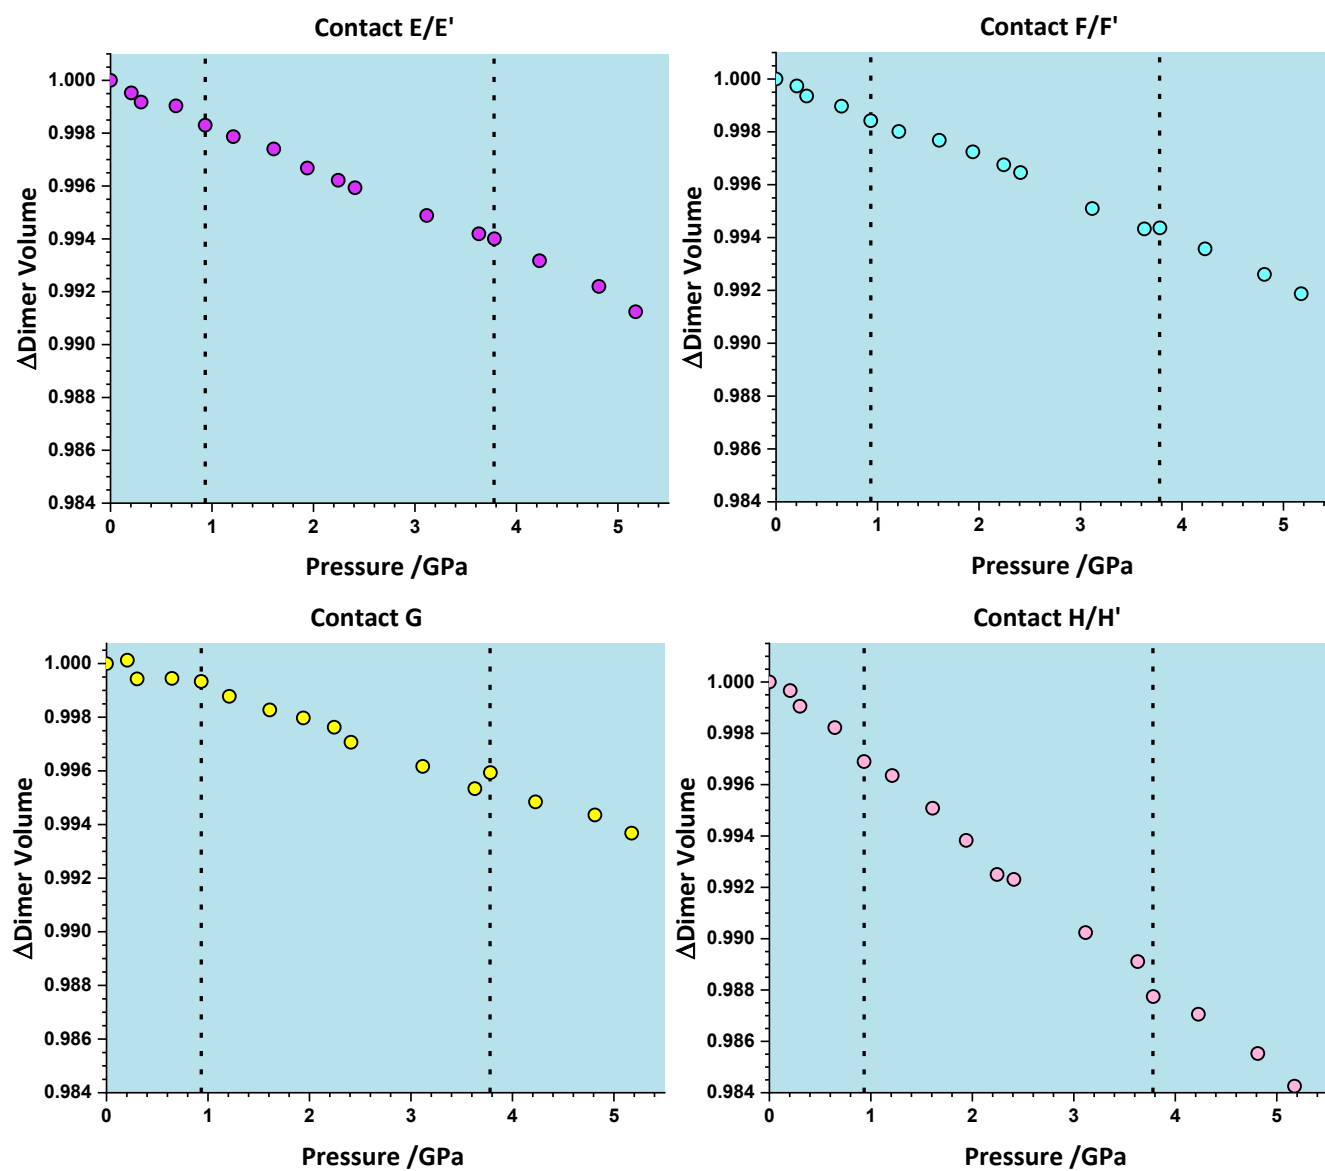 Contact E/E'
ΔDimer Volume
1.000
0.998
0.996
0.994
0.992
0.990
0.988
0.986
0.984
0 1 2 3 4 5
Pressure /GPa
Contact F/F'
ΔDimer Volume
1.000
0.998
0.996
0.994
0.992
0.990
0.988
0.986
0.984
0 1 2 3 4 5
Pressure /GPa
Contact G
ΔDimer Volume
1.000
0.998
0.996
0.994
0.992
0.990
0.988
0.986
0.984
0 1 2 3 4 5
Pressure /GPa
Contact H/H'
ΔDimer Volume
1.000
0.998
0.996
0.994
0.992
0.990
0.988
0.986
0.984
0 1 2 3 4 5
Pressure /GPa